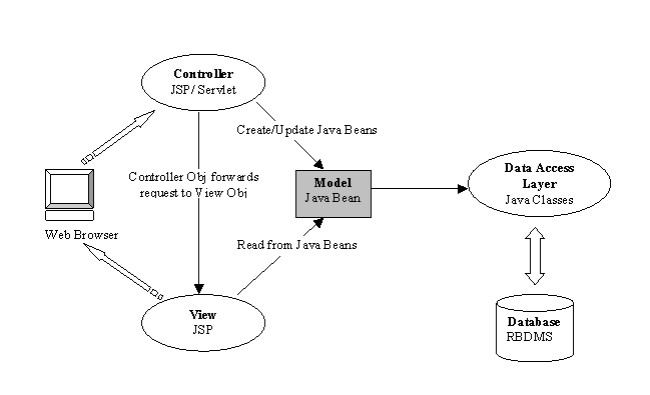 Controller
JSP/ Servlet
Create/Update Java Beans
Controller Obj forwards
request to View Obj
Model
Java Bean
Data Access
Layer
Java Classes
Web Browser
Read from Java Beans
View
JSP
Database
RBDMS